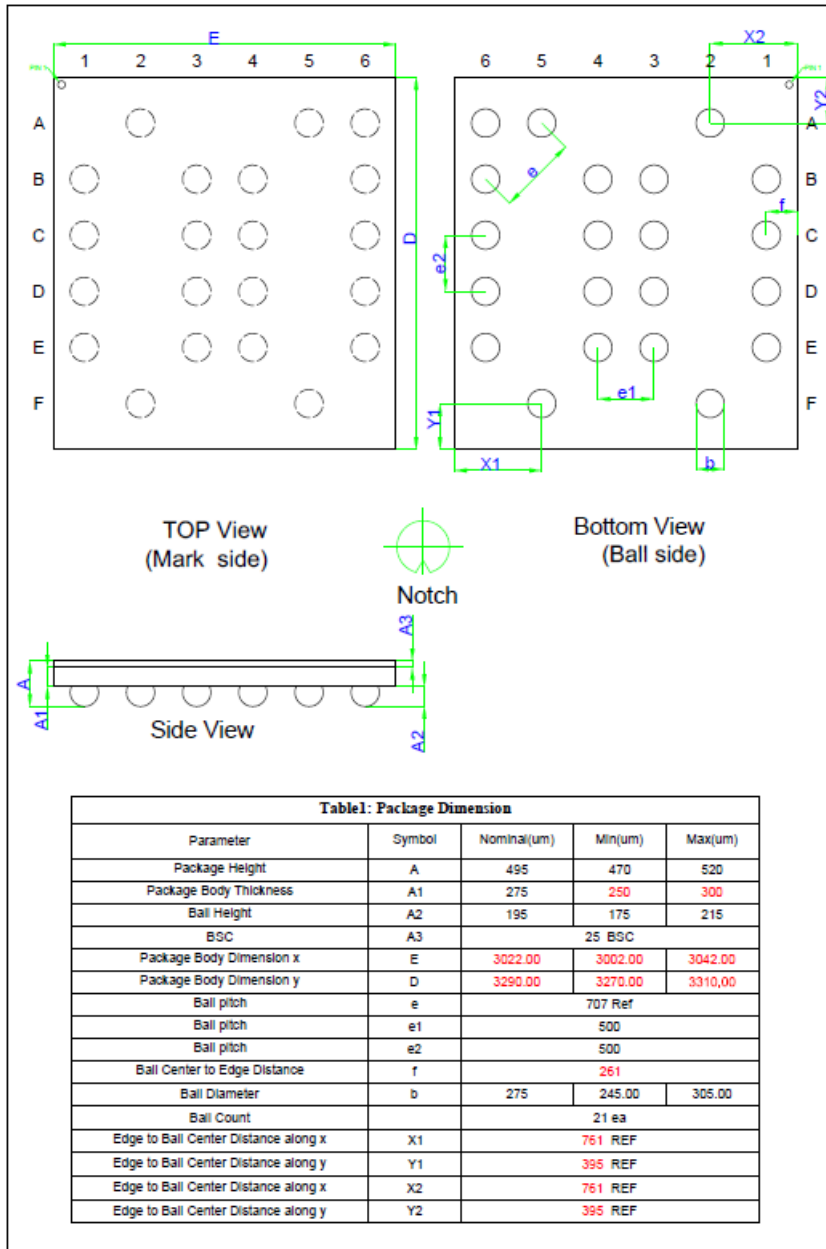 E
1 2 3 4 5 6
PIN 1
A
B
C
D
E
F
D
X2
6 5 4 3 2 1
PIN 1
Y2
A
B
C
D
E
F
e
f
e2
e1
Y1
X1
b
TOP View
(Mark side)
Bottom View
(Ball side)
Notch
A3
A
A1
A2
Side View
Table1: Package Dimension
Parameter Symbol Nominal(um) Min(um) Max(um)
Package Height A 495 470 520
Package Body Thickness A1 275 250 300
Ball Height A2 195 175 215
BSC A3 25 BSC
Package Body Dimension x E 3022.00 3002.00 3042.00
Package Body Dimension y D 3290.00 3270.00 3310,00
Ball pitch e 707 Ref
Ball pitch e1 500
Ball pitch e2 500
Ball Center to Edge Distance f 261
Ball Diameter b 275 245.00 305.00
Ball Count 21 ea
Edge to Ball Center Distance along x X1 761 REF
Edge to Ball Center Distance along y Y1 395 REF
Edge to Ball Center Distance along x X2 761 REF
Edge to Ball Center Distance along y Y2 395 REF